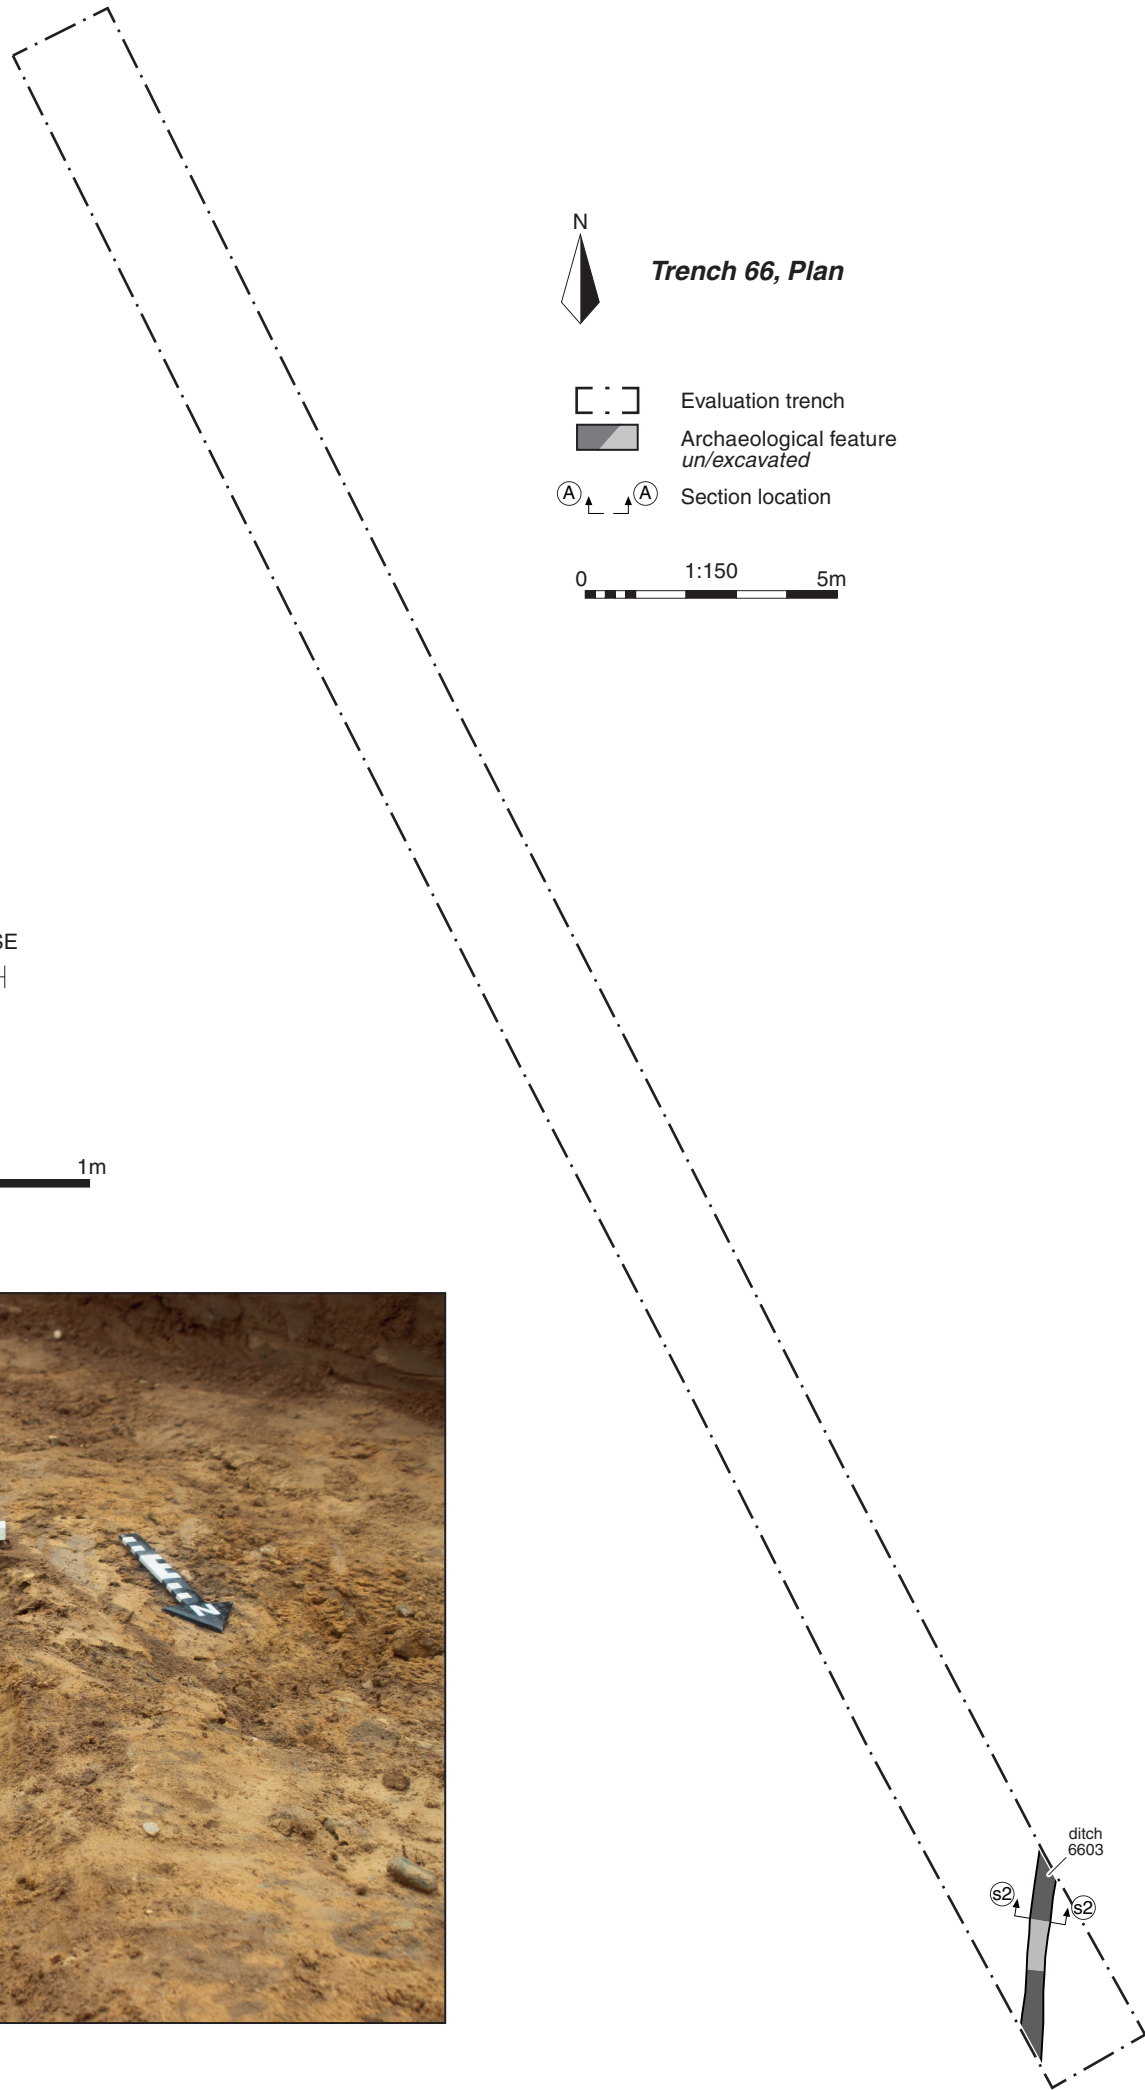 N
Trench 66, Plan
Evaluation trench
Archaeological feature
un/excavated
A A Section location
0 1:150 5m
SE
1m
N
ditch
6603
s2 s2